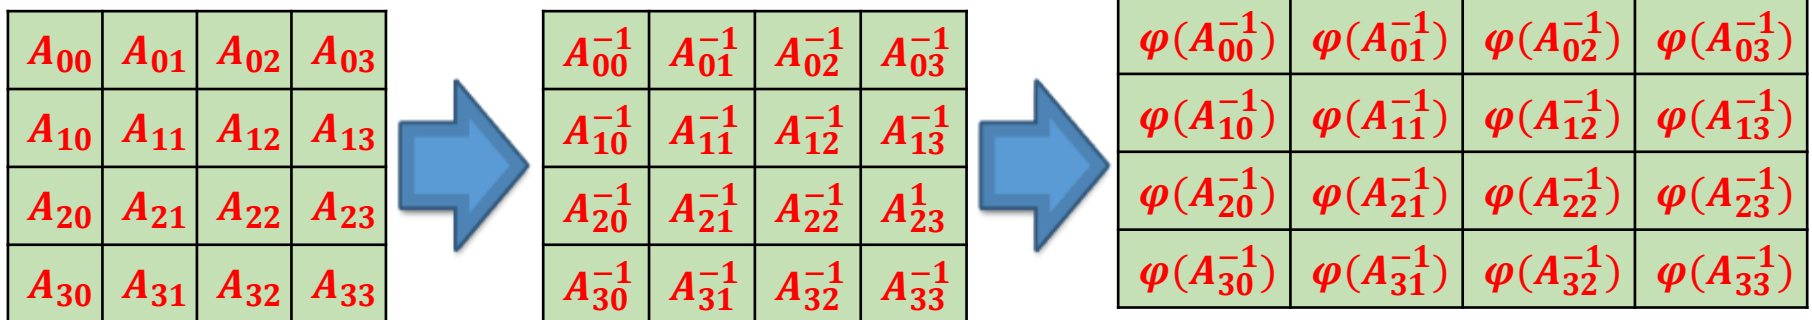 A₀₀ A₀₁ A₀₂ A₀₃
A₁₀ A₁₁ A₁₂ A₁₃
A₂₀ A₂₁ A₂₂ A₂₃
A₃₀ A₃₁ A₃₂ A₃₃
A₀₀⁻¹ A₀₁⁻¹ A₀₂⁻¹ A₀₃⁻¹
A₁₀⁻¹ A₁₁⁻¹ A₁₂⁻¹ A₁₃⁻¹
A₂₀⁻¹ A₂₁⁻¹ A₂₂⁻¹ A₂₃¹
A₃₀⁻¹ A₃₁⁻¹ A₃₂⁻¹ A₃₃⁻¹
φ(A₀₀⁻¹) φ(A₀₁⁻¹) φ(A₀₂⁻¹) φ(A₀₃⁻¹)
φ(A₁₀⁻¹) φ(A₁₁⁻¹) φ(A₁₂⁻¹) φ(A₁₃⁻¹)
φ(A₂₀⁻¹) φ(A₂₁⁻¹) φ(A₂₂⁻¹) φ(A₂₃⁻¹)
φ(A₃₀⁻¹) φ(A₃₁⁻¹) φ(A₃₂⁻¹) φ(A₃₃⁻¹)